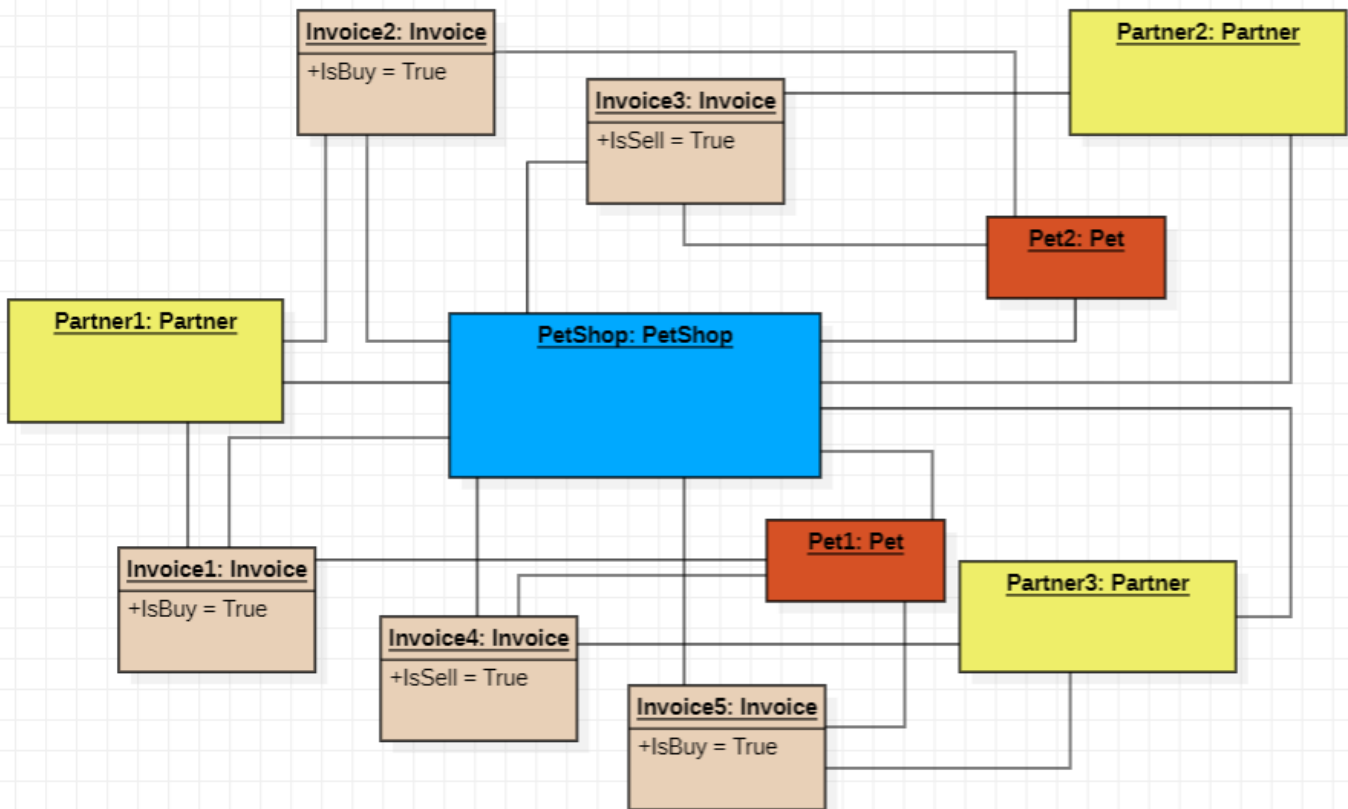 Invoice2: Invoice
+IsBuy = True
Partner2: Partner
Invoice3: Invoice
+IsSell = True
Pet2: Pet
Partner1: Partner
PetShop: PetShop
Invoice1: Invoice
+IsBuy = True
Pet1: Pet
Partner3: Partner
Invoice4: Invoice
+IsSell = True
Invoice5: Invoice
+IsBuy = True